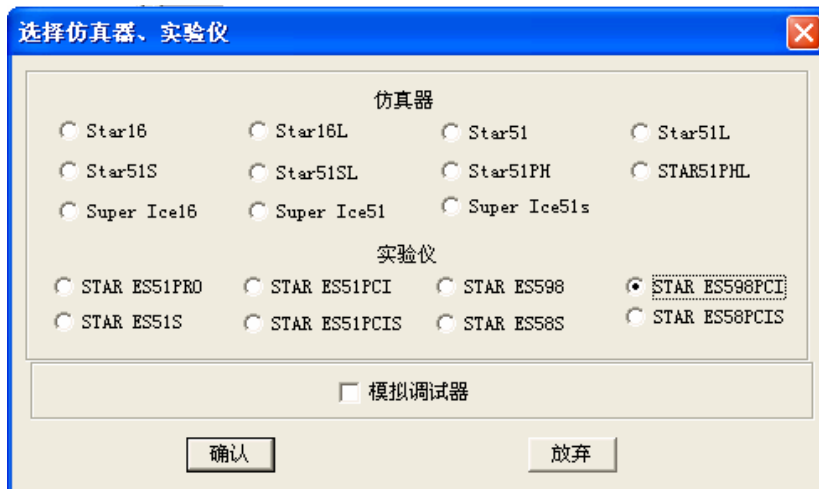 选择仿真器、实验仪
仿真器
Star16 Star16L Star51 Star51L
Star51S Star51SL Star51PH STAR51PHL
Super Ice16 Super Ice51 Super Ice51s
实验仪
STAR ES51PRO STAR ES51PCI STAR ES598 STAR ES598PCI
STAR ES51S STAR ES51PCIS STAR ES58S STAR ES58PCIS
模拟调试器
确认 放弃